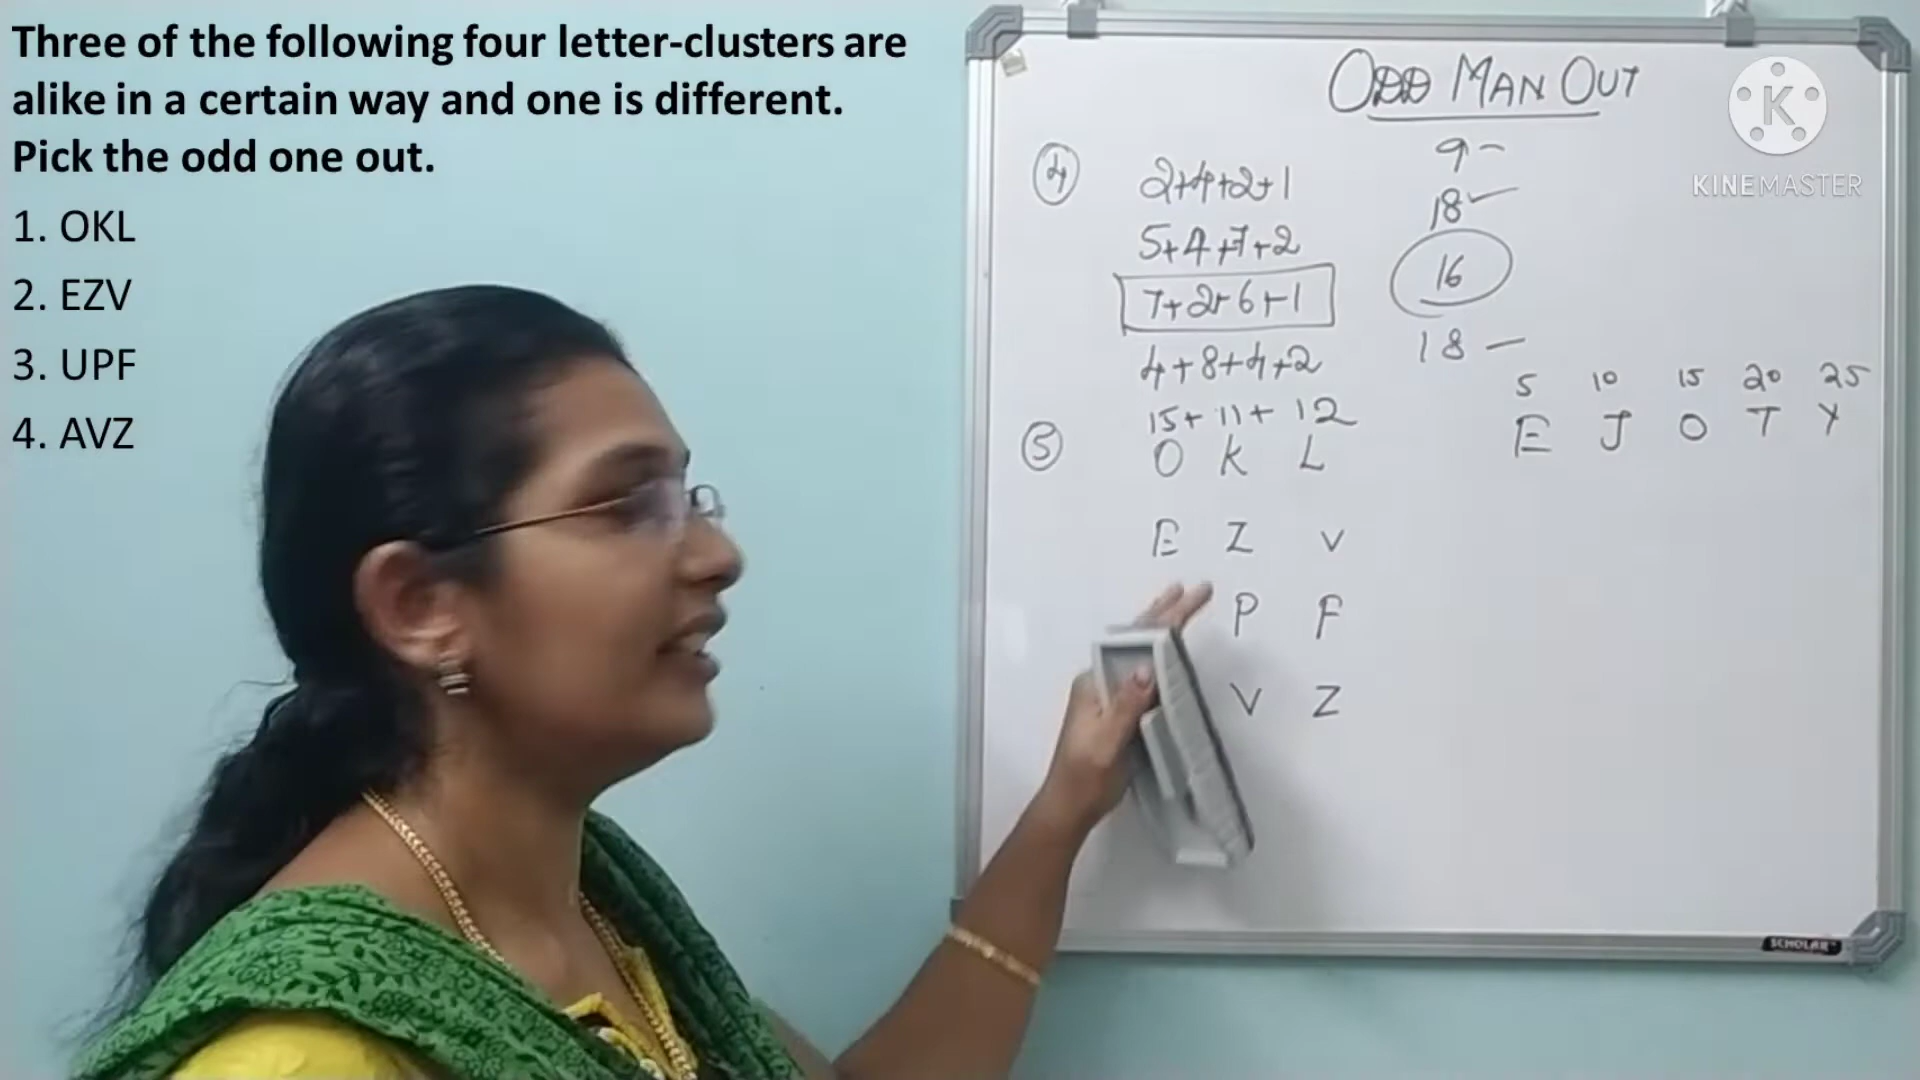 Three of the following four letter-clusters are
alike in a certain way and one is different.
Pick the odd one out.
1. OKL
2. EZV
3. UPF
4. AVZ
ODD MAN OUT
K
KINEMASTER
4
2+4+2+1 9 –
5+4+7+2 18
7+2+6+1 16
4+8+4+2 18 –
5 10 15 20 25
E J O T Y
5
15+ 11+ 12
O K L
E Z V
P F
V Z
SCHOLAR